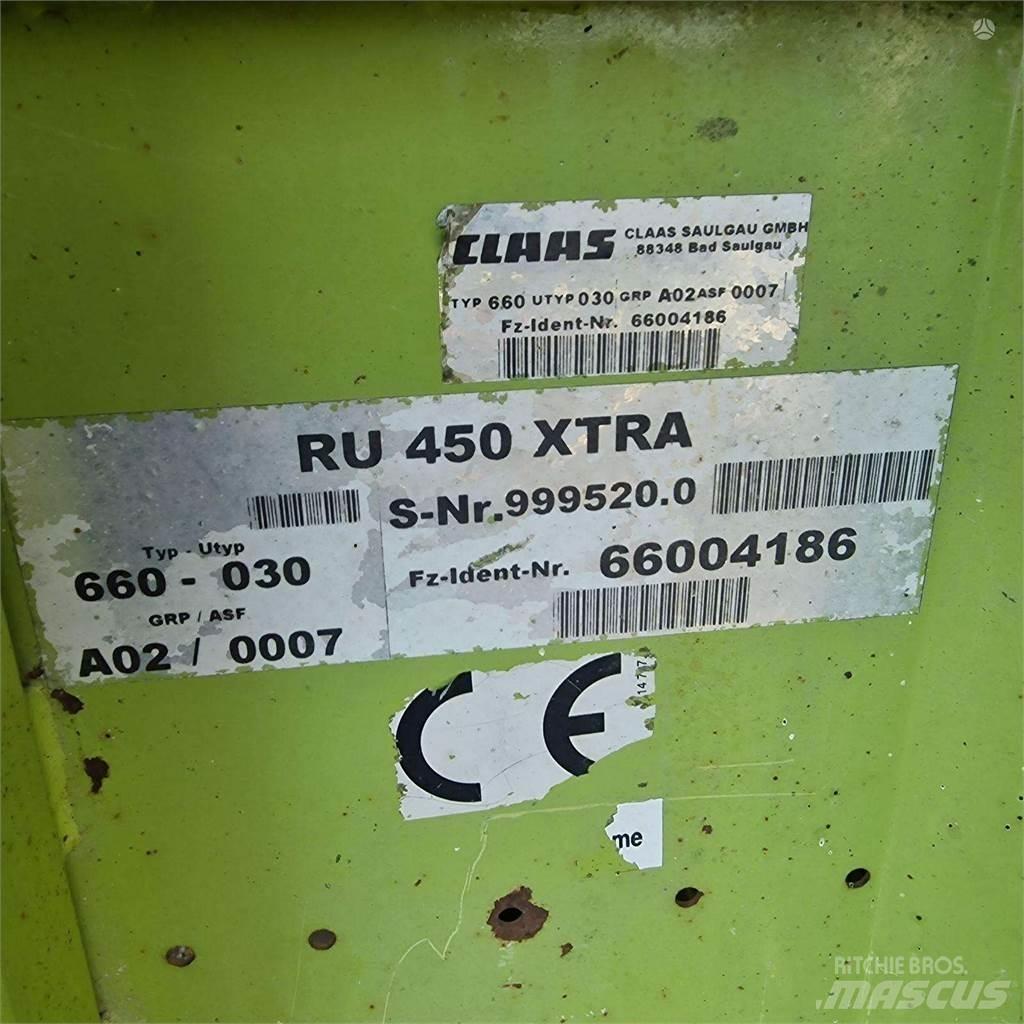 CLAAS CLAAS SAULGAU GMBH
88348 Bad Saulgau
TYP 660 UTYP 030 GRP A02 ASF 0007
Fz-Ident-Nr. 66004186
RU 450 XTRA
S-Nr.999520.0
Typ - Utyp
660 - 030
Fz-Ident-Nr. 66004186
GRP / ASF
A02 / 0007
CE
me
RITCHIE BROS.
MASCUS